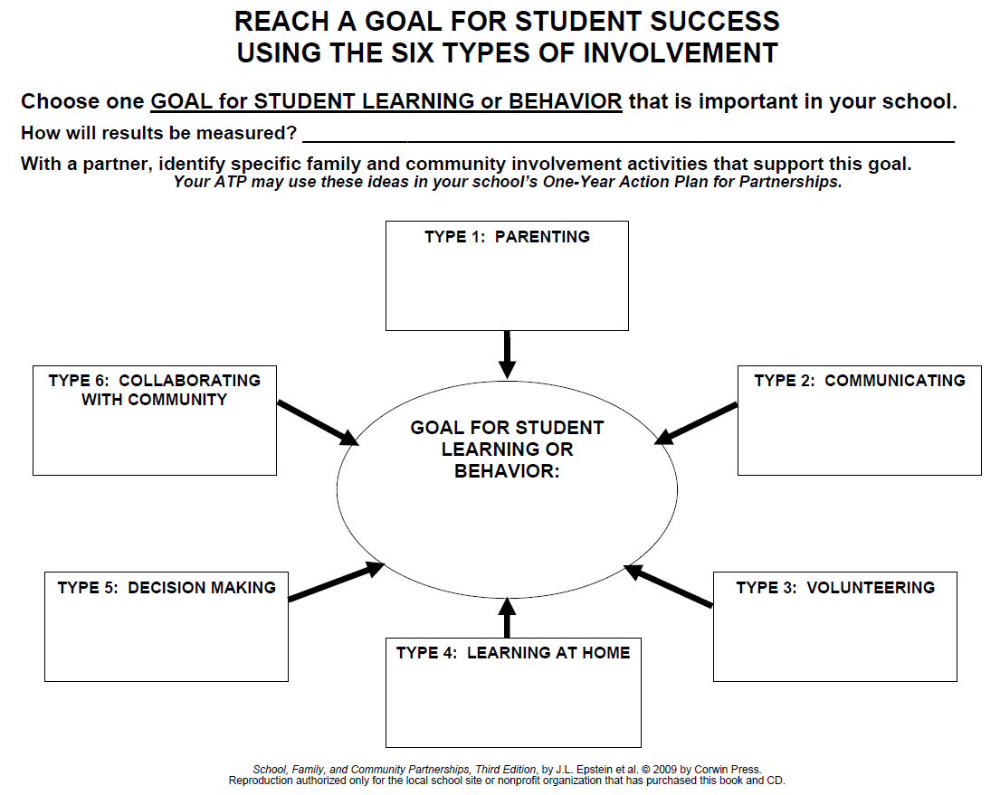 REACH A GOAL FOR STUDENT SUCCESS
USING THE SIX TYPES OF INVOLVEMENT
Choose one GOAL for STUDENT LEARNING or BEHAVIOR that is important in your school.
How will results be measured? _______________________________________________
With a partner, identify specific family and community involvement activities that support this goal.
Your ATP may use these ideas in your school’s One-Year Action Plan for Partnerships.
TYPE 1: PARENTING
TYPE 6: COLLABORATING
WITH COMMUNITY
TYPE 2: COMMUNICATING
GOAL FOR STUDENT
LEARNING OR
BEHAVIOR:
TYPE 5: DECISION MAKING
TYPE 3: VOLUNTEERING
TYPE 4: LEARNING AT HOME
School, Family, and Community Partnerships, Third Edition, by J.L. Epstein et al. © 2009 by Corwin Press.
Reproduction authorized only for the local school site or nonprofit organization that has purchased this book and CD.